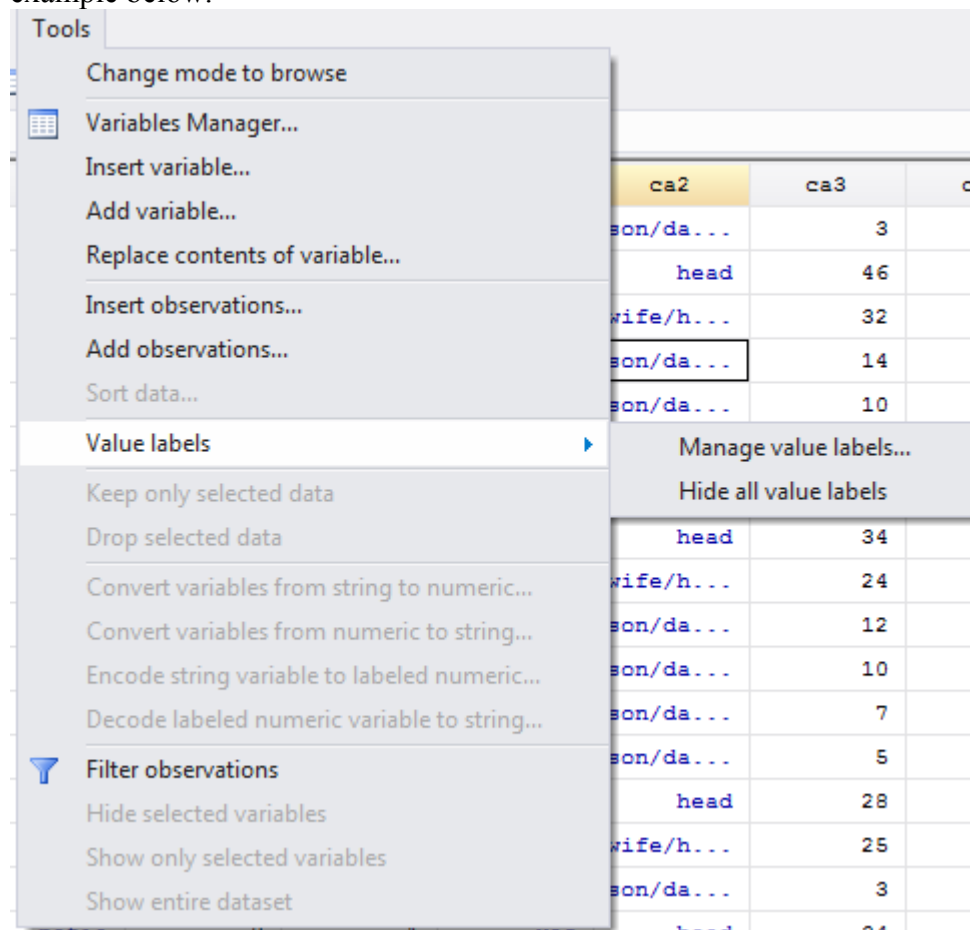 Tools
Change mode to browse
Variables Manager...
Insert variable...
Add variable...
Replace contents of variable...
Insert observations...
Add observations...
Sort data...
Value labels
Manage value labels...
Hide all value labels
Keep only selected data
Drop selected data
Convert variables from string to numeric...
Convert variables from numeric to string...
Encode string variable to labeled numeric...
Decode labeled numeric variable to string...
Filter observations
Hide selected variables
Show only selected variables
Show entire dataset
ca2 ca3
son/da... 3
head 46
wife/h... 32
son/da... 14
son/da... 10
head 34
wife/h... 24
son/da... 12
son/da... 10
son/da... 7
son/da... 5
head 28
wife/h... 25
son/da... 3